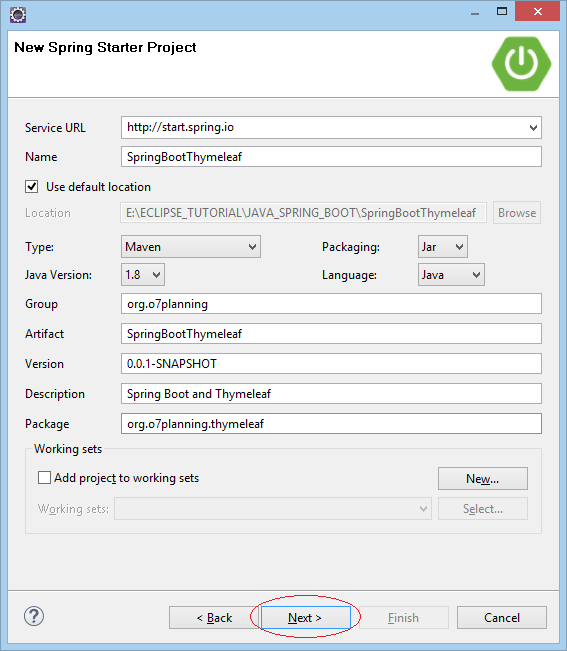 New Spring Starter Project
Service URL http://start.spring.io
Name SpringBootThymeleaf
Use default location
Location E:\ECLIPSE_TUTORIAL\JAVA_SPRING_BOOT\SpringBootThymeleaf Browse
Type: Maven Packaging: Jar
Java Version: 1.8 Language: Java
Group org.o7planning
Artifact SpringBootThymeleaf
Version 0.0.1-SNAPSHOT
Description Spring Boot and Thymeleaf
Package org.o7planning.thymeleaf
Working sets
Add project to working sets New...
Working sets: Select...
? < Back Next > Finish Cancel